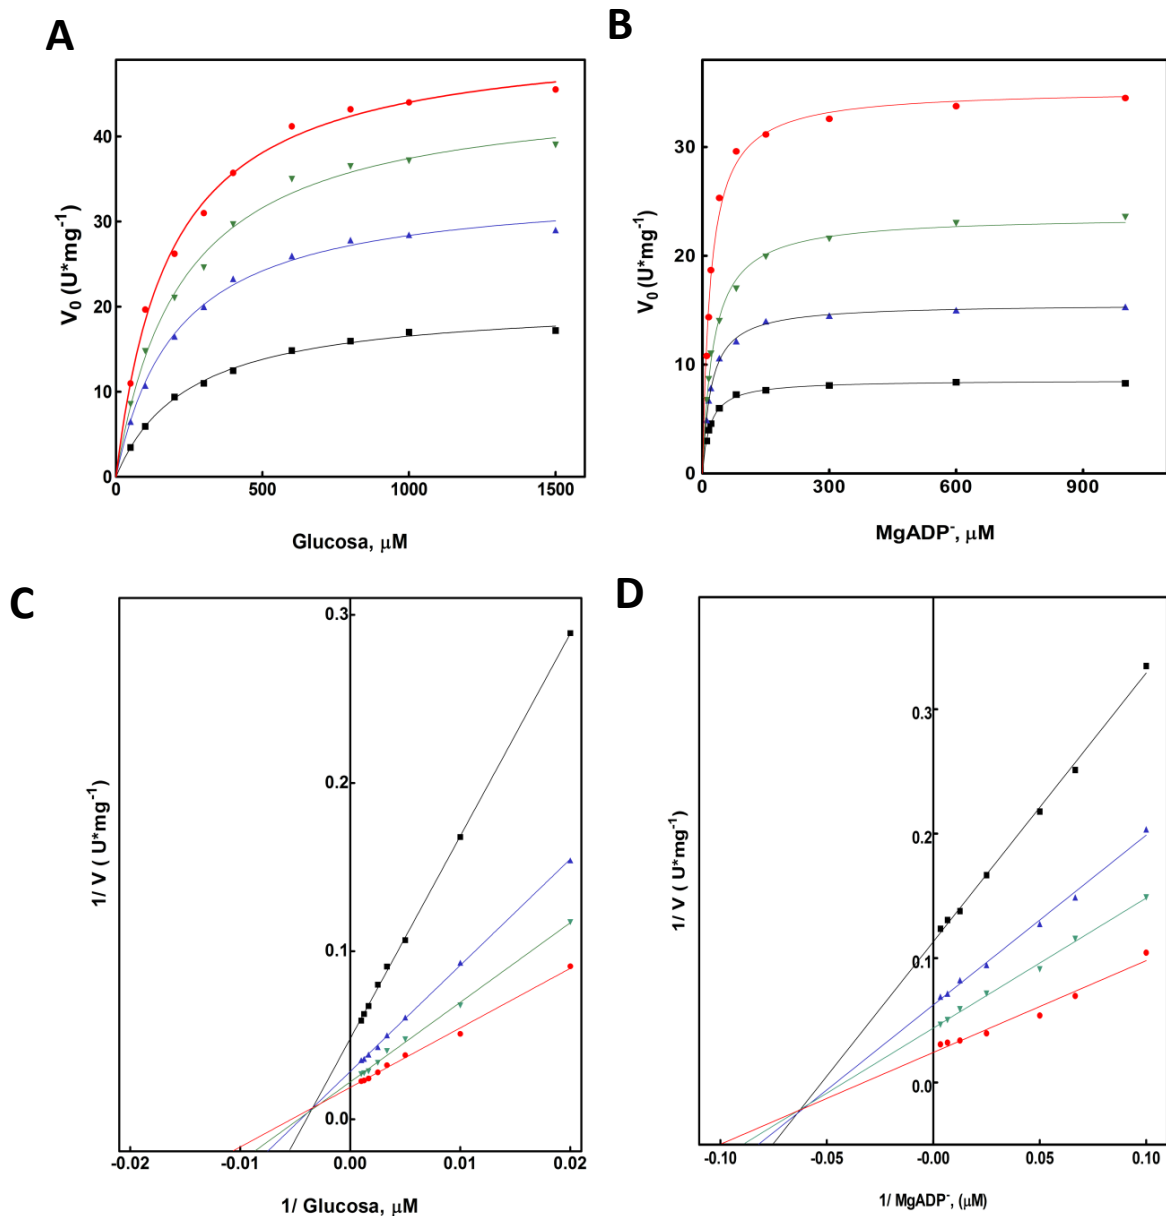 A
B
V0 (U*mg-1)
40
30
20
10
0
0
500
1000
1500
Glucosa, μM
V0 (U*mg-1)
30
20
10
0
0
300
600
900
MgADP-, μM
C
D
1/ V ( U*mg-1)
0.3
0.2
0.1
0.0
-0.02
-0.01
0.00
0.01
0.02
1/ Glucosa, μM
1/ V ( U*mg-1)
0.3
0.2
0.1
0.0
-0.10
-0.05
-0.00
0.05
0.10
1/ MgADP-, (μM)